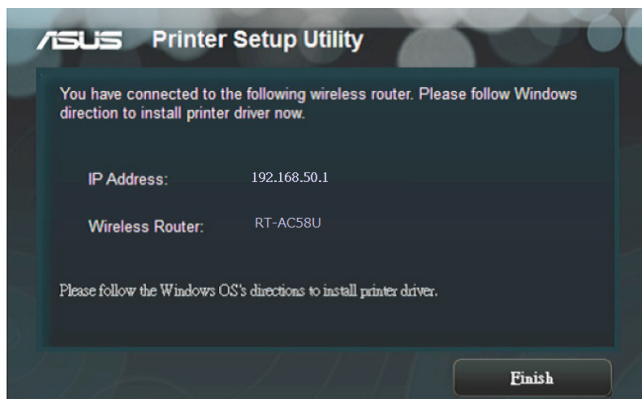 ASUS Printer Setup Utility
You have connected to the following wireless router. Please follow Windows
direction to install printer driver now.
IP Address: 192.168.50.1
Wireless Router: RT-AC58U
Please follow the Windows OS's directions to install printer driver.
Finish